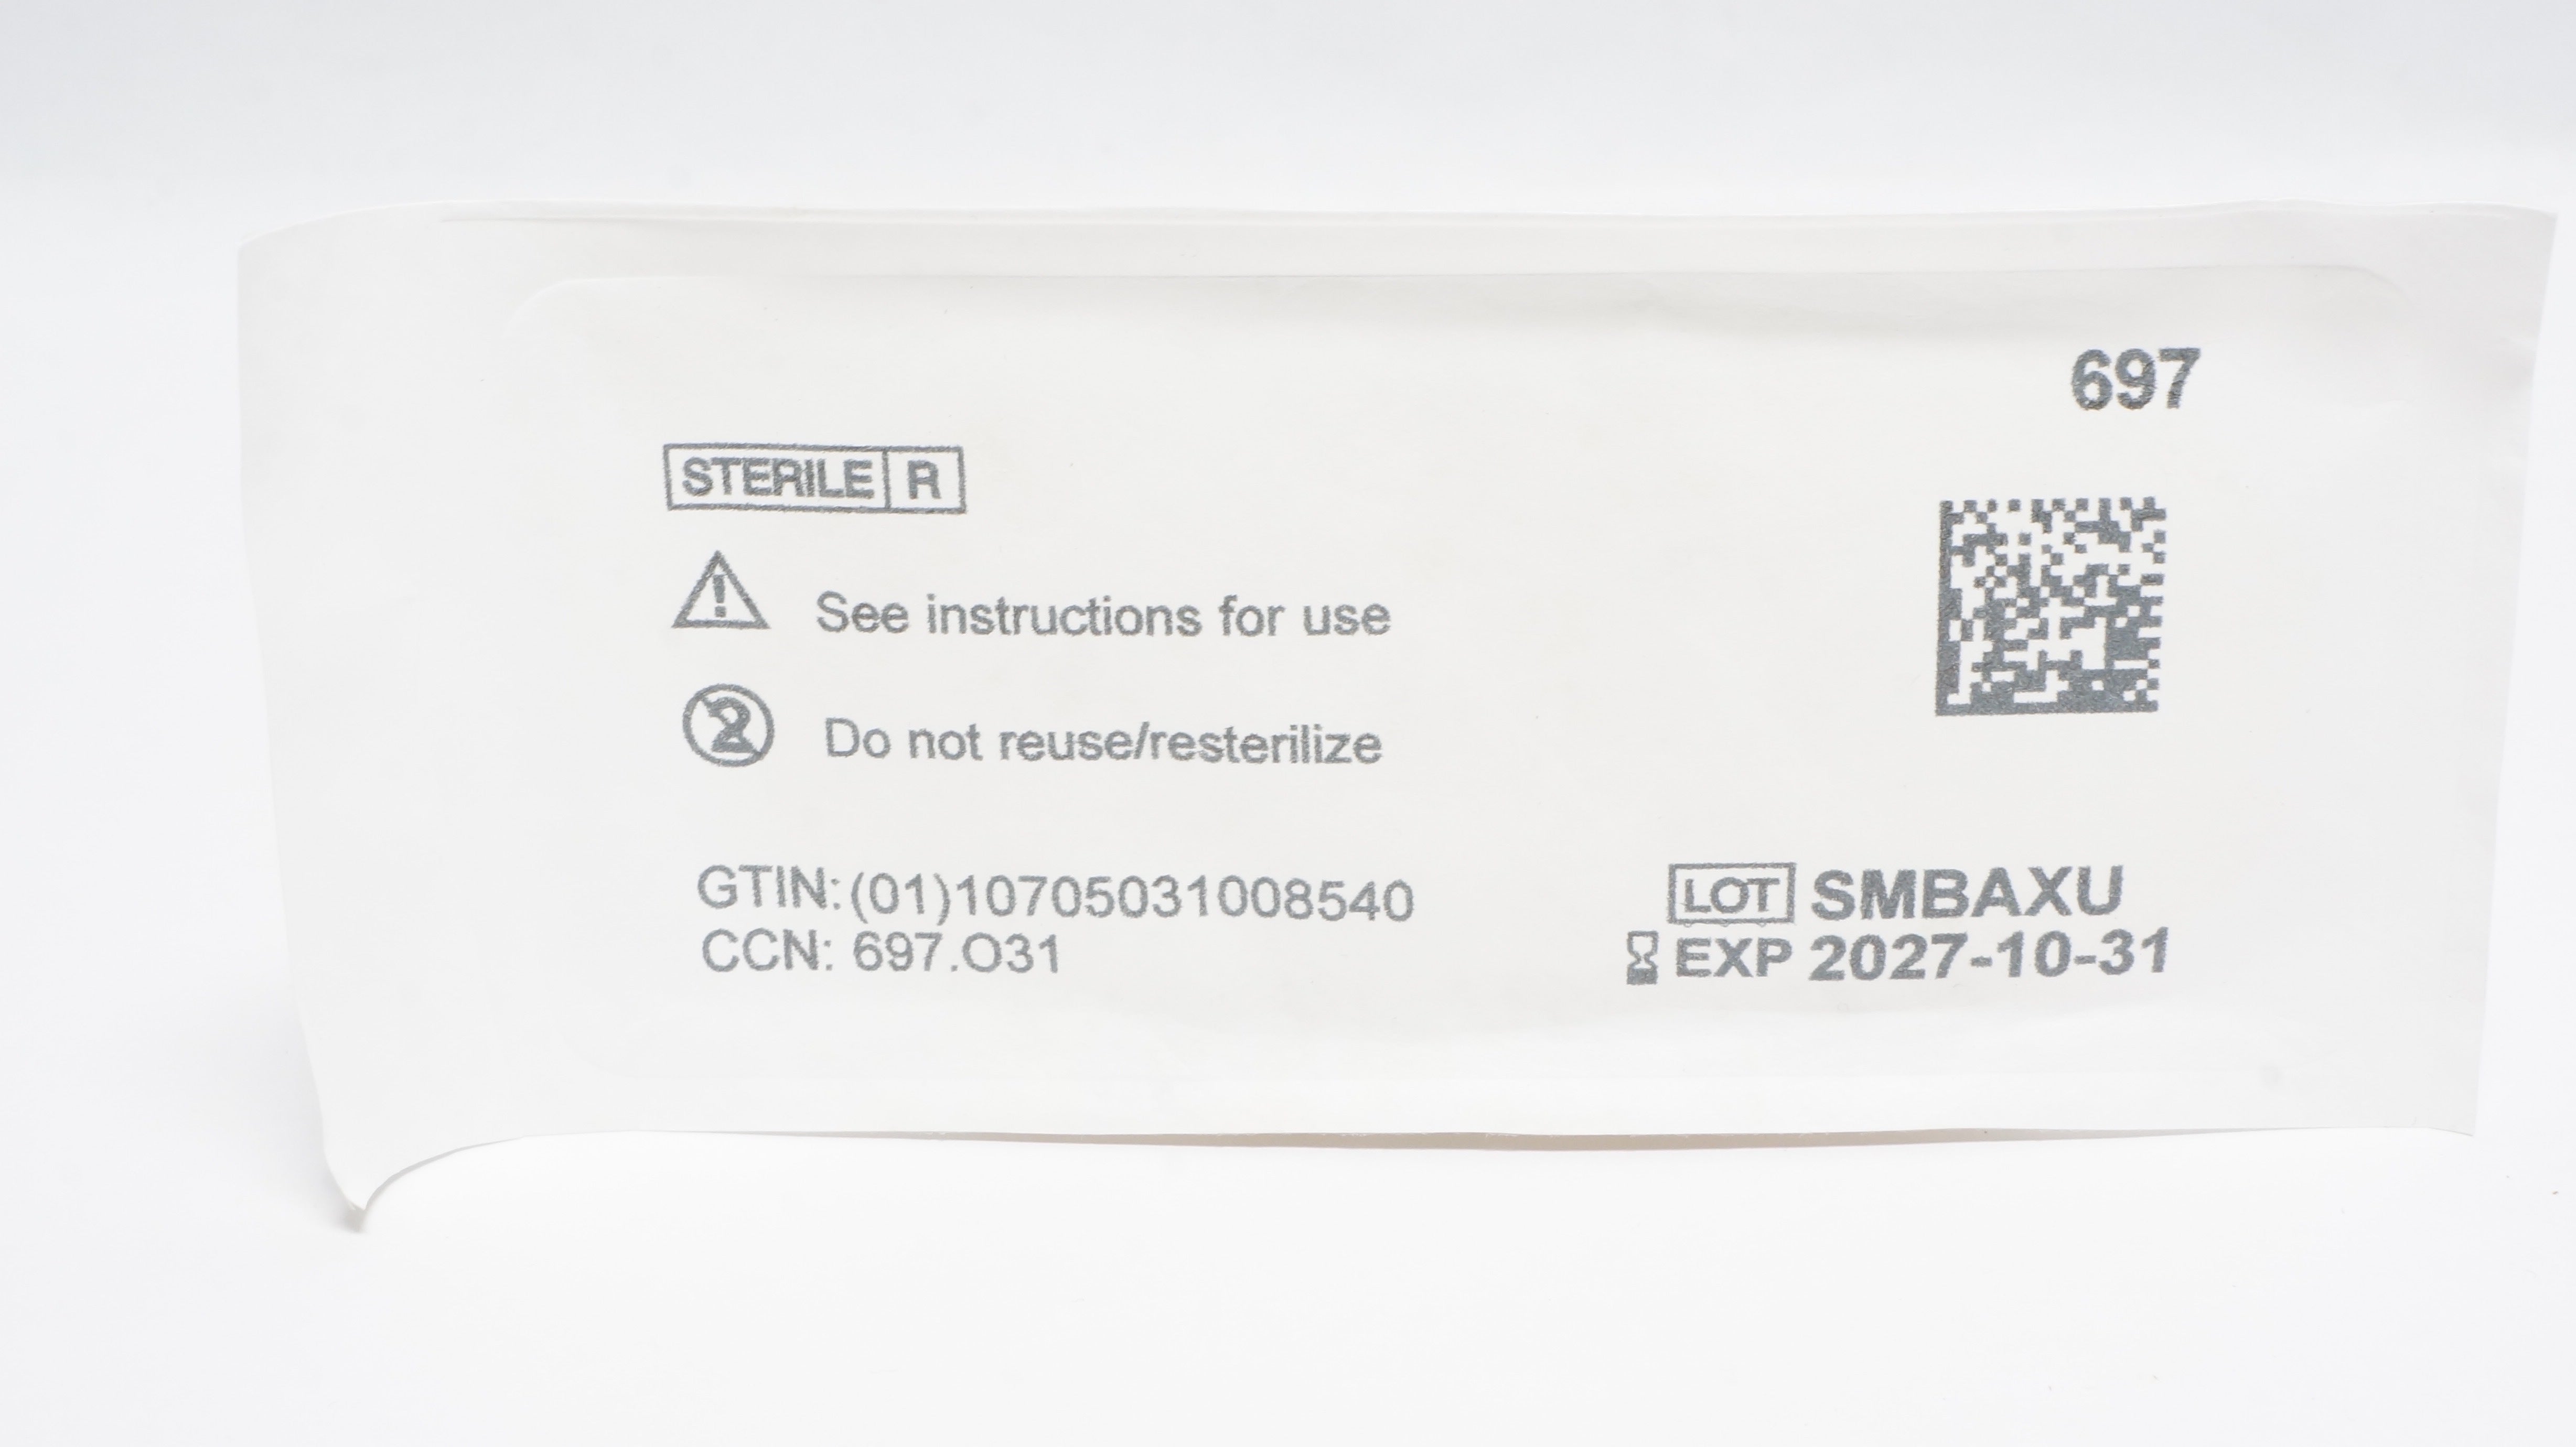 697
STERILE R
See instructions for use
2 Do not reuse/resterilize
GTIN: (01)10705031008540
CCN: 697.O31
LOT SMBAXU
EXP 2027-10-31